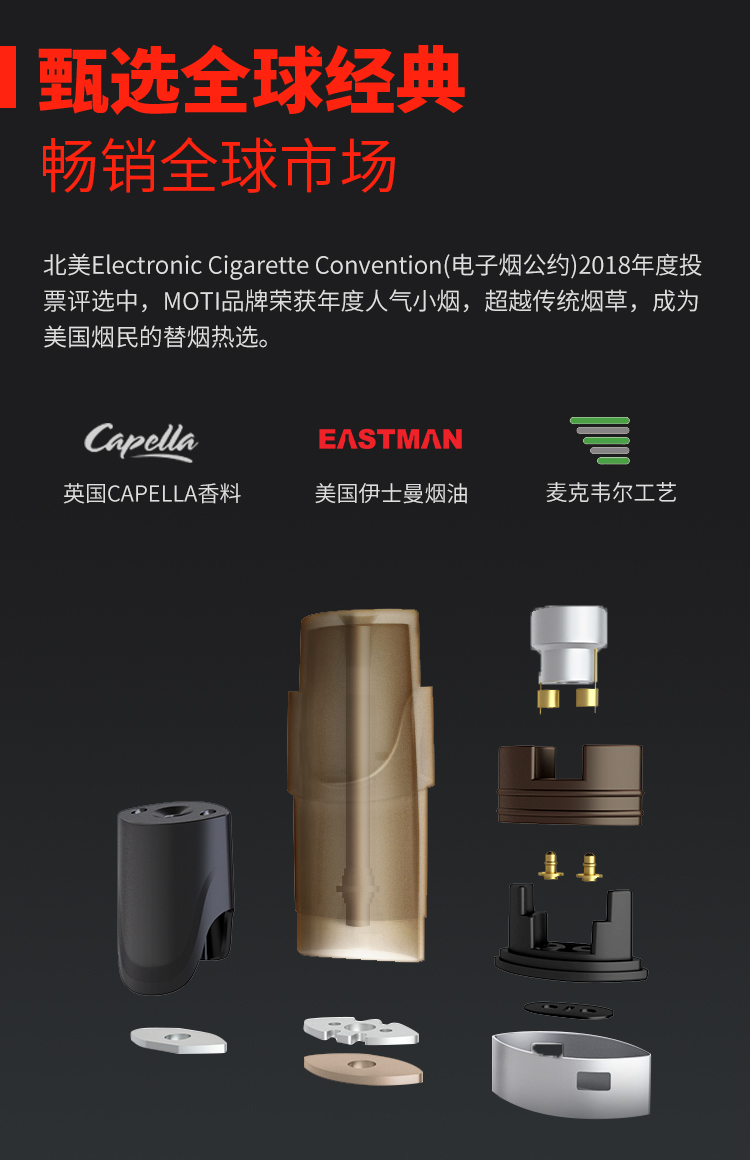 甄选全球经典
畅销全球市场
北美Electronic Cigarette Convention(电子烟公约)2018年度投
票评选中，MOTI品牌荣获年度人气小烟，超越传统烟草，成为
美国烟民的替烟热选。
Capella
EASTMAN
英国CAPELLA香料
美国伊士曼烟油
麦克韦尔工艺